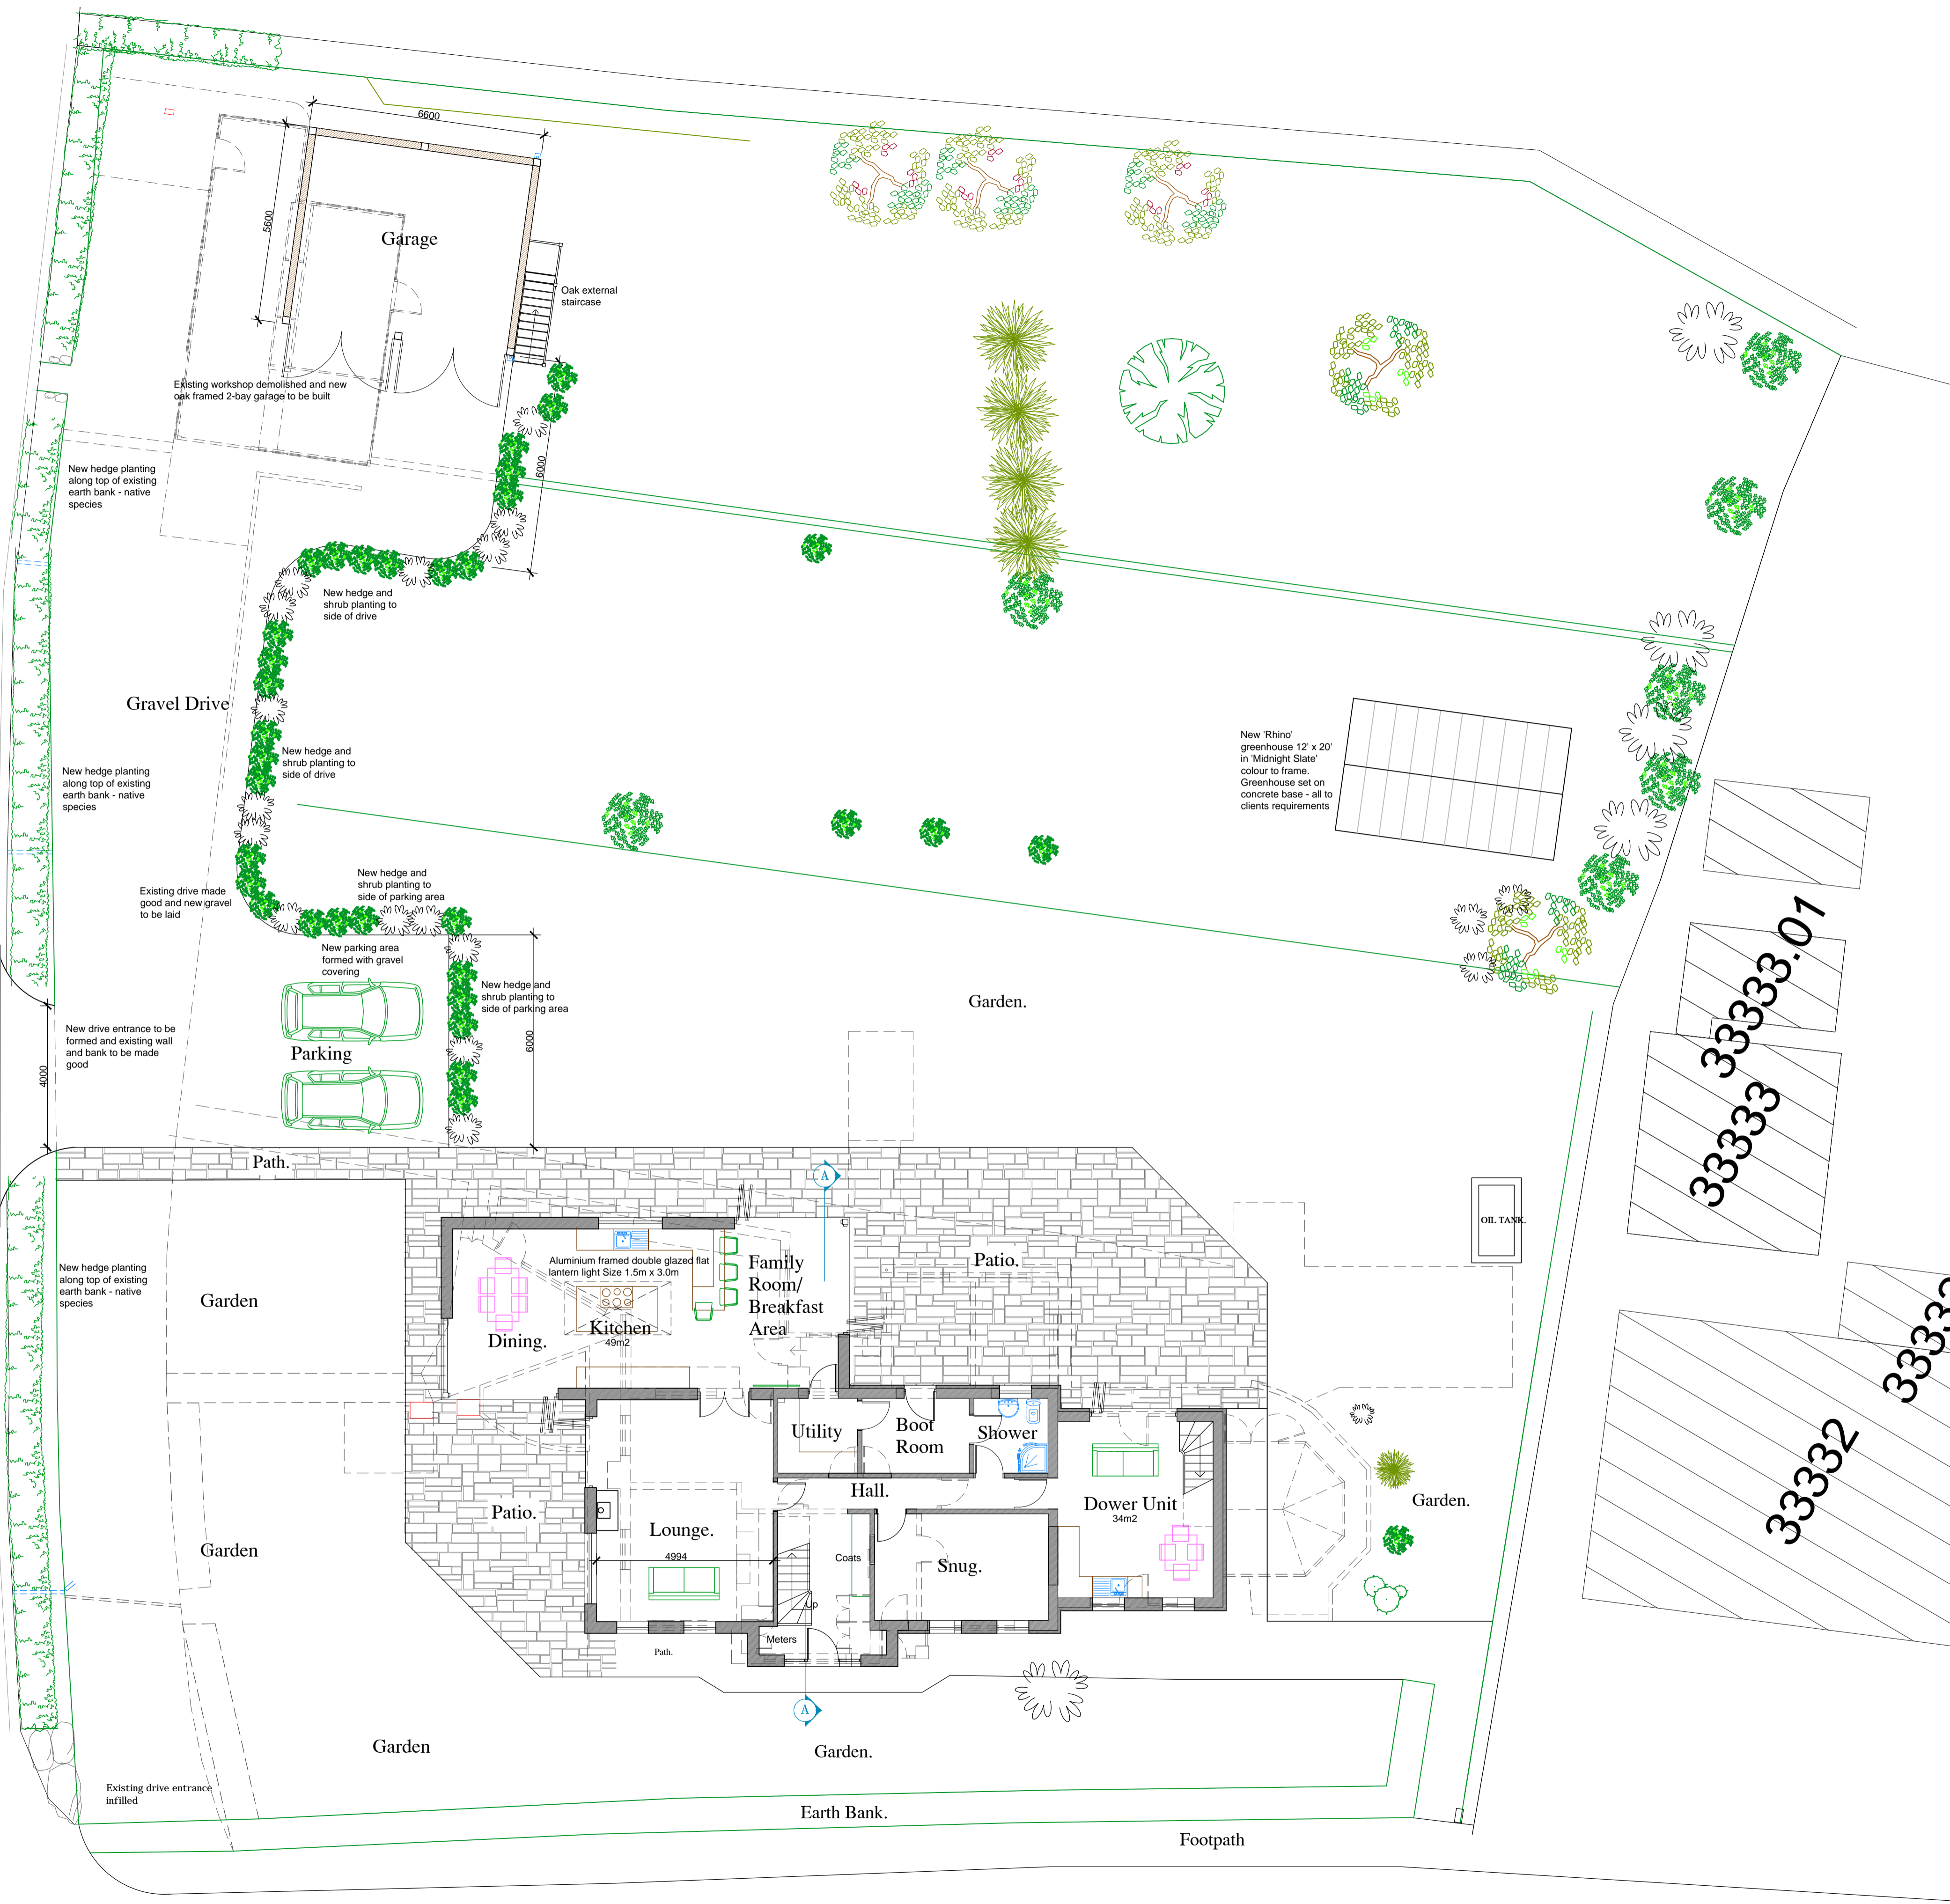 6600
5600
Garage
Oak external
staircase
Existing workshop demolished and new
oak framed 2-bay garage to be built
New hedge planting
along top of existing
earth bank - native
species
6000
New hedge and
shrub planting to
side of drive
Gravel Drive
New hedge and
shrub planting to
side of drive
New 'Rhino'
greenhouse 12' x 20'
in 'Midnight Slate'
colour to frame.
Greenhouse set on
concrete base - all to
clients requirements
New hedge planting
along top of existing
earth bank - native
species
Existing drive made
good and new gravel
to be laid
New hedge and
shrub planting to
side of parking area
New parking area
formed with gravel
covering
New hedge and
shrub planting to
side of parking area
Garden.
33333.01
New drive entrance to be
formed and existing wall
and bank to be made
good
Parking
6000
4000
33333
Path.
A
OIL TANK.
New hedge planting
along top of existing
earth bank - native
species
Garden
Aluminium framed double glazed flat
lantern light Size 1.5m x 3.0m
Family
Room/
Breakfast
Area
Patio.
Dining.
Kitchen
49m2
Utility
Boot
Room
Shower
Hall.
Dower Unit
34m2
Garden.
33332
Patio.
Lounge.
4994
Coats
Snug.
Garden
Up
Meters
Path.
A
Garden
Garden.
Existing drive entrance
infilled
Earth Bank.
Footpath